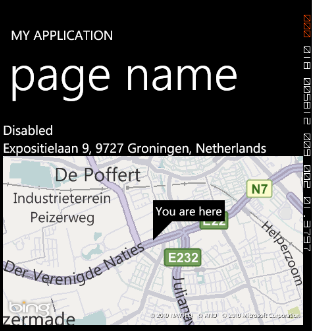 MY APPLICATION
page name
Disabled
Expositielaan 9, 9727 Groningen, Netherlands
De Poffert
N7
Industrieterrein
Peizerweg
You are here
E22
Helperzoom
Der Verenigde Naties
E232
Juliana
zermade
bing
© 2010 NAVTEQ © AND © 2010 Microsoft Corporation